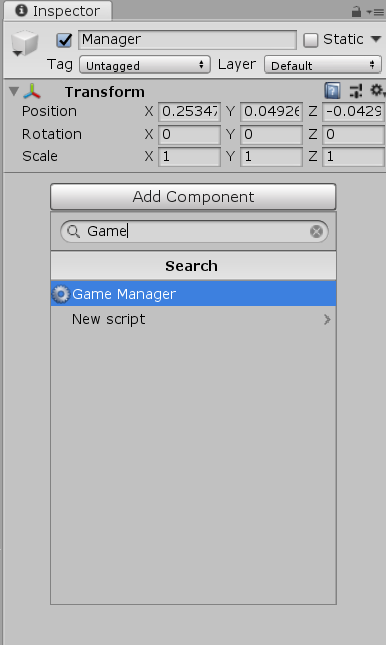 Inspector
Manager
Static
Tag Untagged Layer Default
Transform
Position X 0.25347 Y 0.04926 Z -0.0429
Rotation X 0 Y 0 Z 0
Scale X 1 Y 1 Z 1
Add Component
Game
Search
Game Manager
New script